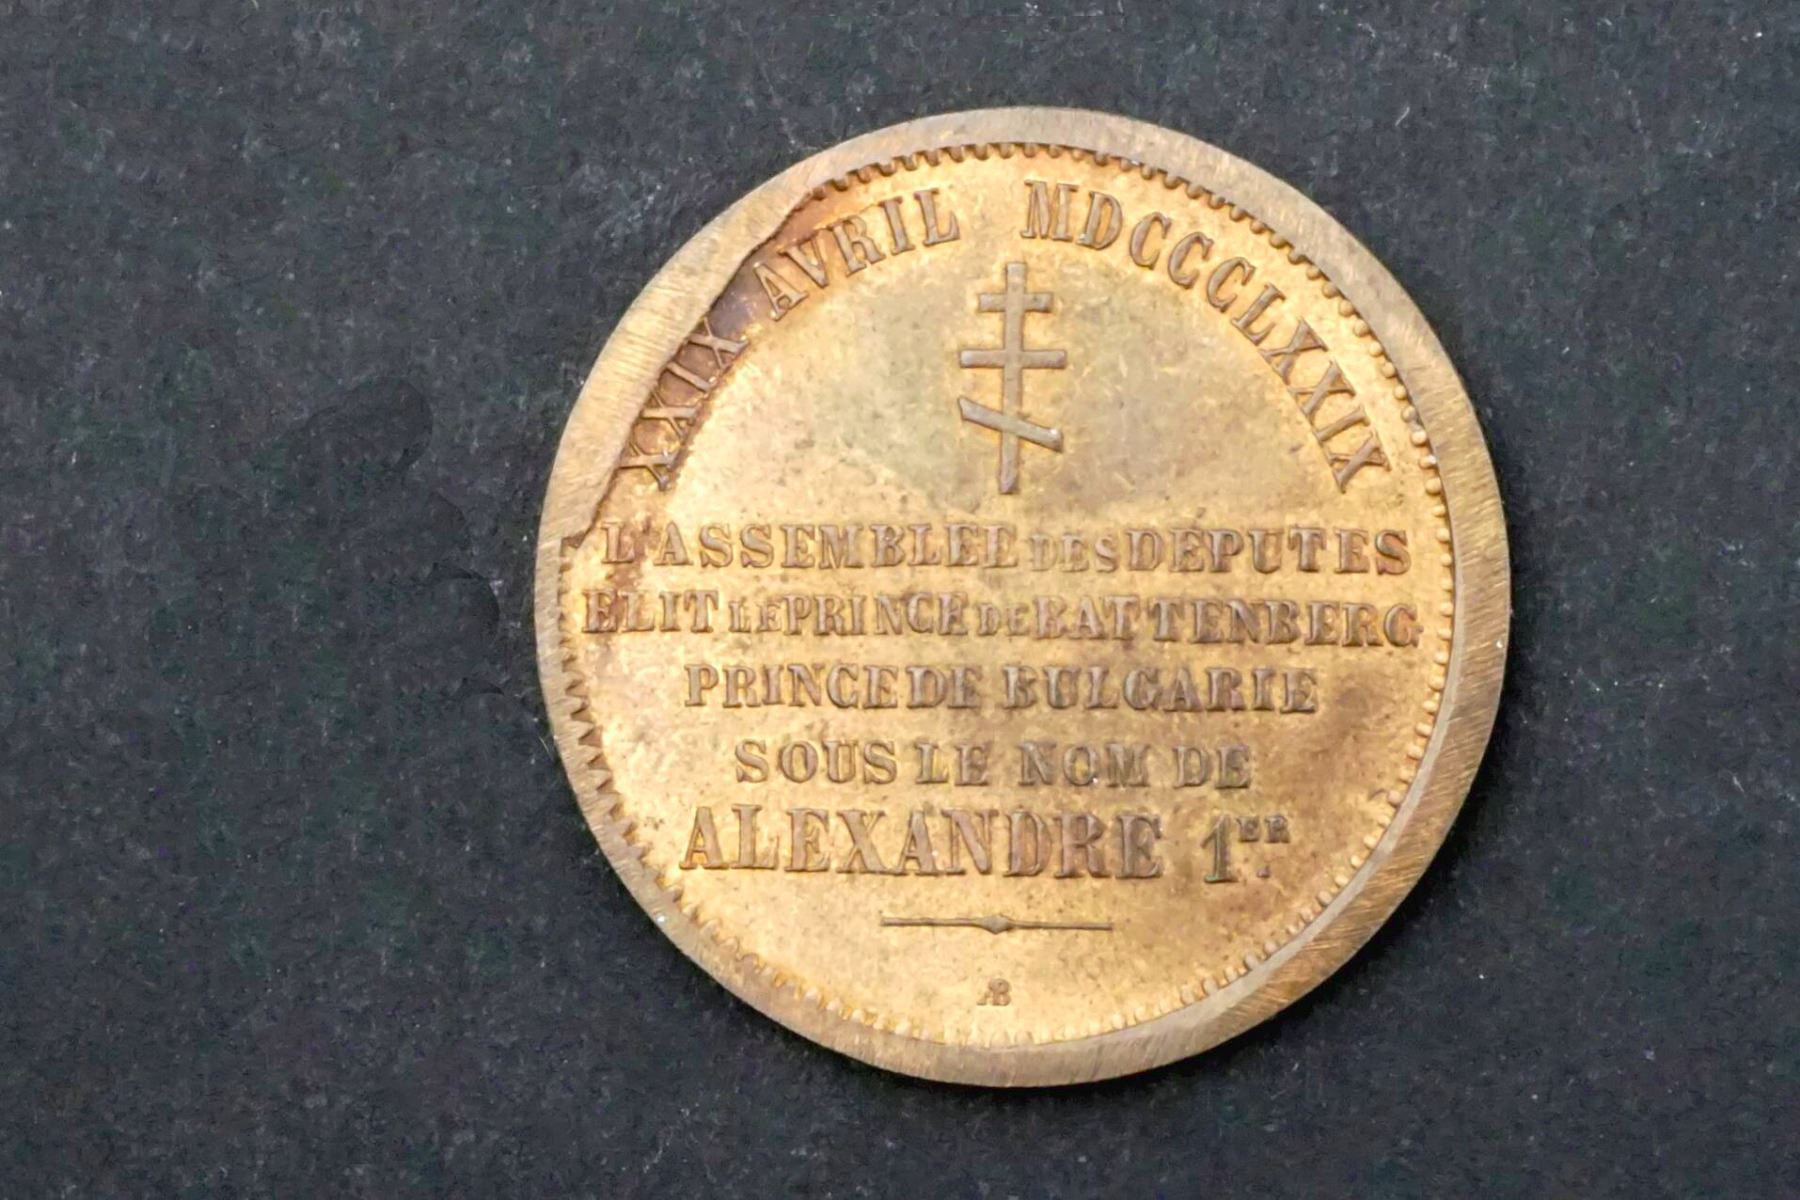 XXIX AVRIL MDCCCLXXIX
L'ASSEMBLEE DES DEPUTES
ELIT LE PRINCE DE BATTENBERG
PRINCE DE BULGARIE
SOUS LE NOM DE
ALEXANDRE 1ER.
AB